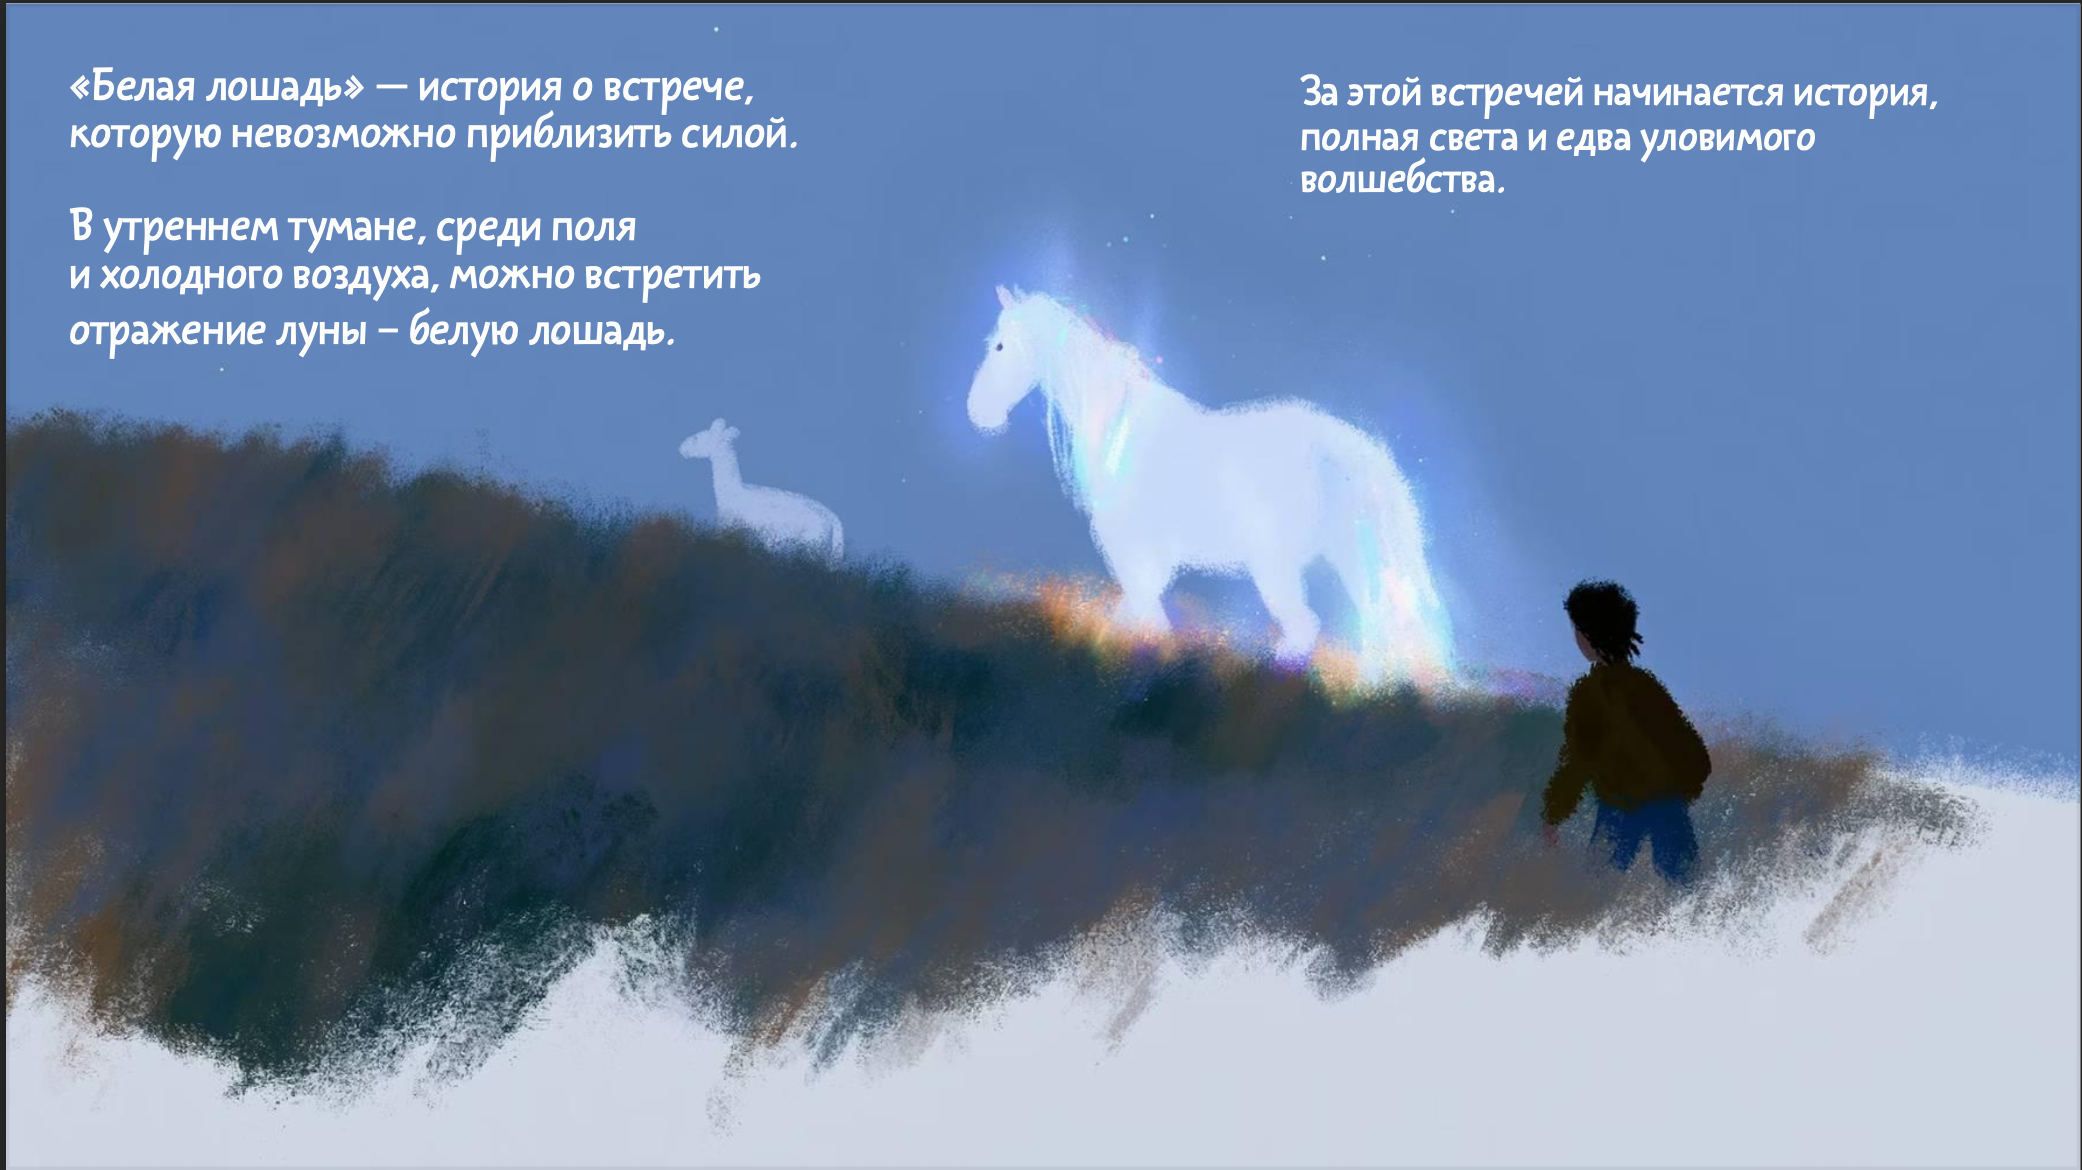 «Белая лошадь» — история о встрече,
которую невозможно приблизить силой.
В утреннем тумане, среди поля
и холодного воздуха, можно встретить
отражение луны – белую лошадь.
За этой встречей начинается история,
полная света и едва уловимого
волшебства.